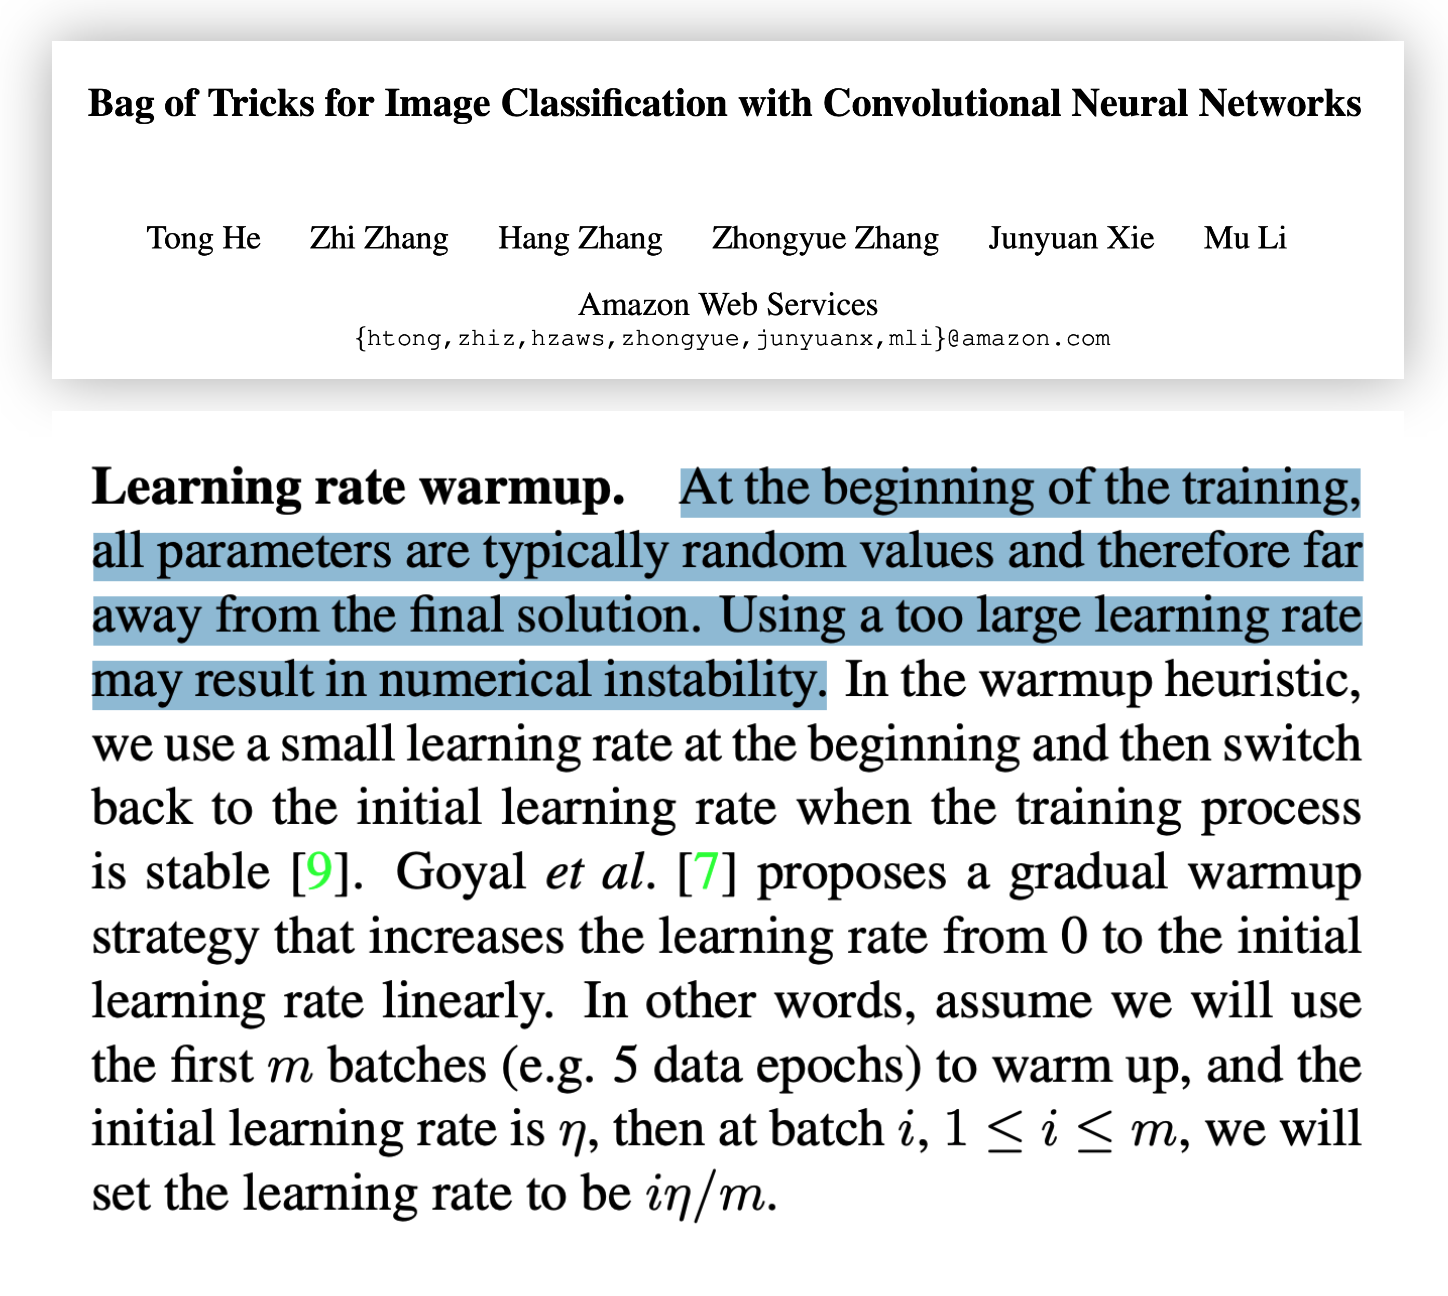 Bag of Tricks for Image Classification with Convolutional Neural Networks
Tong He Zhi Zhang Hang Zhang Zhongyue Zhang Junyuan Xie Mu Li
Amazon Web Services
{htong,zhiz,hzaws,zhongyue,junyuanx,mli}@amazon.com
Learning rate warmup. At the beginning of the training,
all parameters are typically random values and therefore far
away from the final solution. Using a too large learning rate
may result in numerical instability. In the warmup heuristic,
we use a small learning rate at the beginning and then switch
back to the initial learning rate when the training process
is stable [9]. Goyal et al. [7] proposes a gradual warmup
strategy that increases the learning rate from 0 to the initial
learning rate linearly. In other words, assume we will use
the first m batches (e.g. 5 data epochs) to warm up, and the
initial learning rate is η, then at batch i, 1 ≤ i ≤ m, we will
set the learning rate to be iη/m.